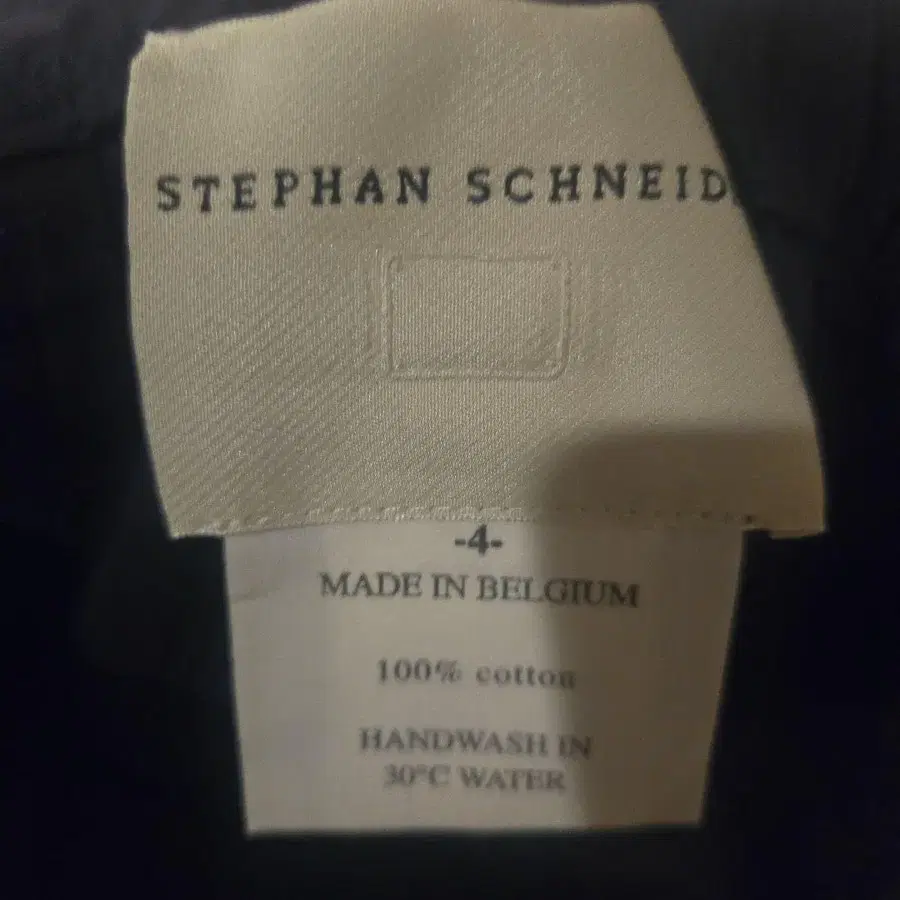 STEPHAN SCHNEID
-4-
MADE IN BELGIUM
100% cotton
HANDWASH IN
30°C WATER